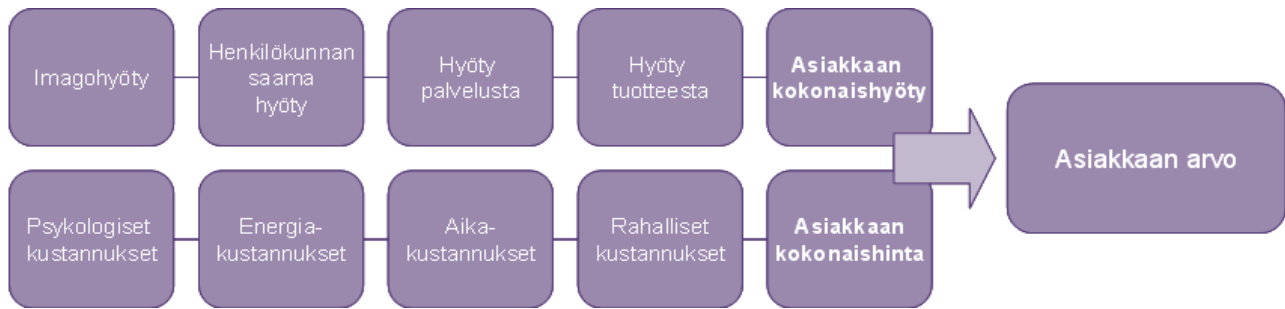 Imagohyöty
Henkilökunnan
saama
hyöty
Hyöty
palvelusta
Hyöty
tuotteesta
Asiakkaan
kokonaishyöty
Asiakkaan arvo
Psykologiset
kustannukset
Energia-
kustannukset
Aika-
kustannukset
Rahalliset
kustannukset
Asiakkaan
kokonaishinta